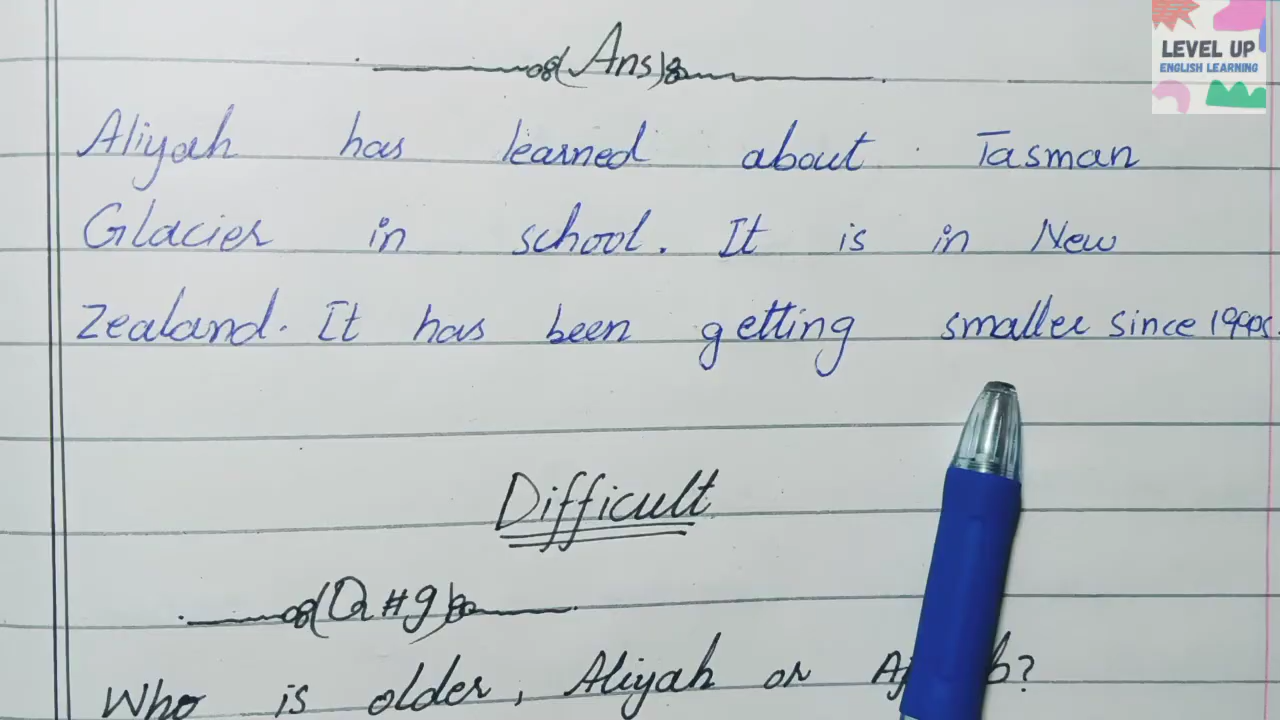 LEVEL UP
ENGLISH LEARNING
(Ans)
Aliyah has learned about Tasman
Glacier in school. It is in New
Zealand. It has been getting smaller since 1990s.
Difficult
(Q#9)
Who is older, Aliyah or